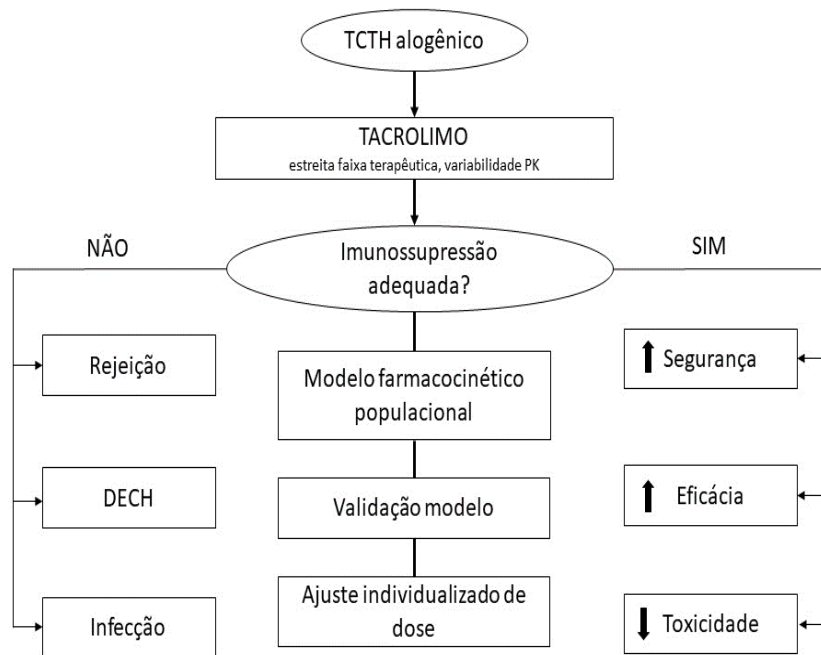 TCTH alogênico
TACROLIMO
estreita faixa terapêutica, variabilidade PK
NÃO
Imunossupressão
adequada?
SIM
Rejeição
Modelo farmacocinético
populacional
Segurança
DECH
Validação modelo
Eficácia
Infecção
Ajuste individualizado de
dose
Toxicidade